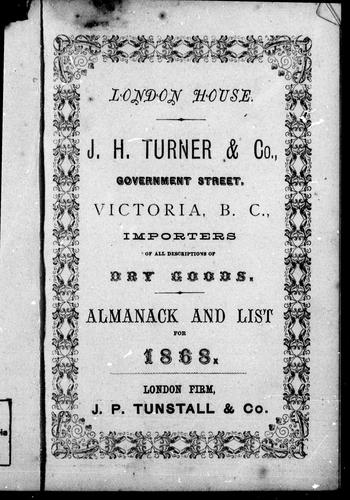 LONDON HOUSE.
J. H. TURNER & Co.,
GOVERNMENT STREET,
VICTORIA, B. C.,
IMPORTERS
OF ALL DESCRIPTIONS OF
DRY GOODS.
ALMANACK AND LIST
FOR
1868.
LONDON FIRM,
J. P. TUNSTALL & Co.